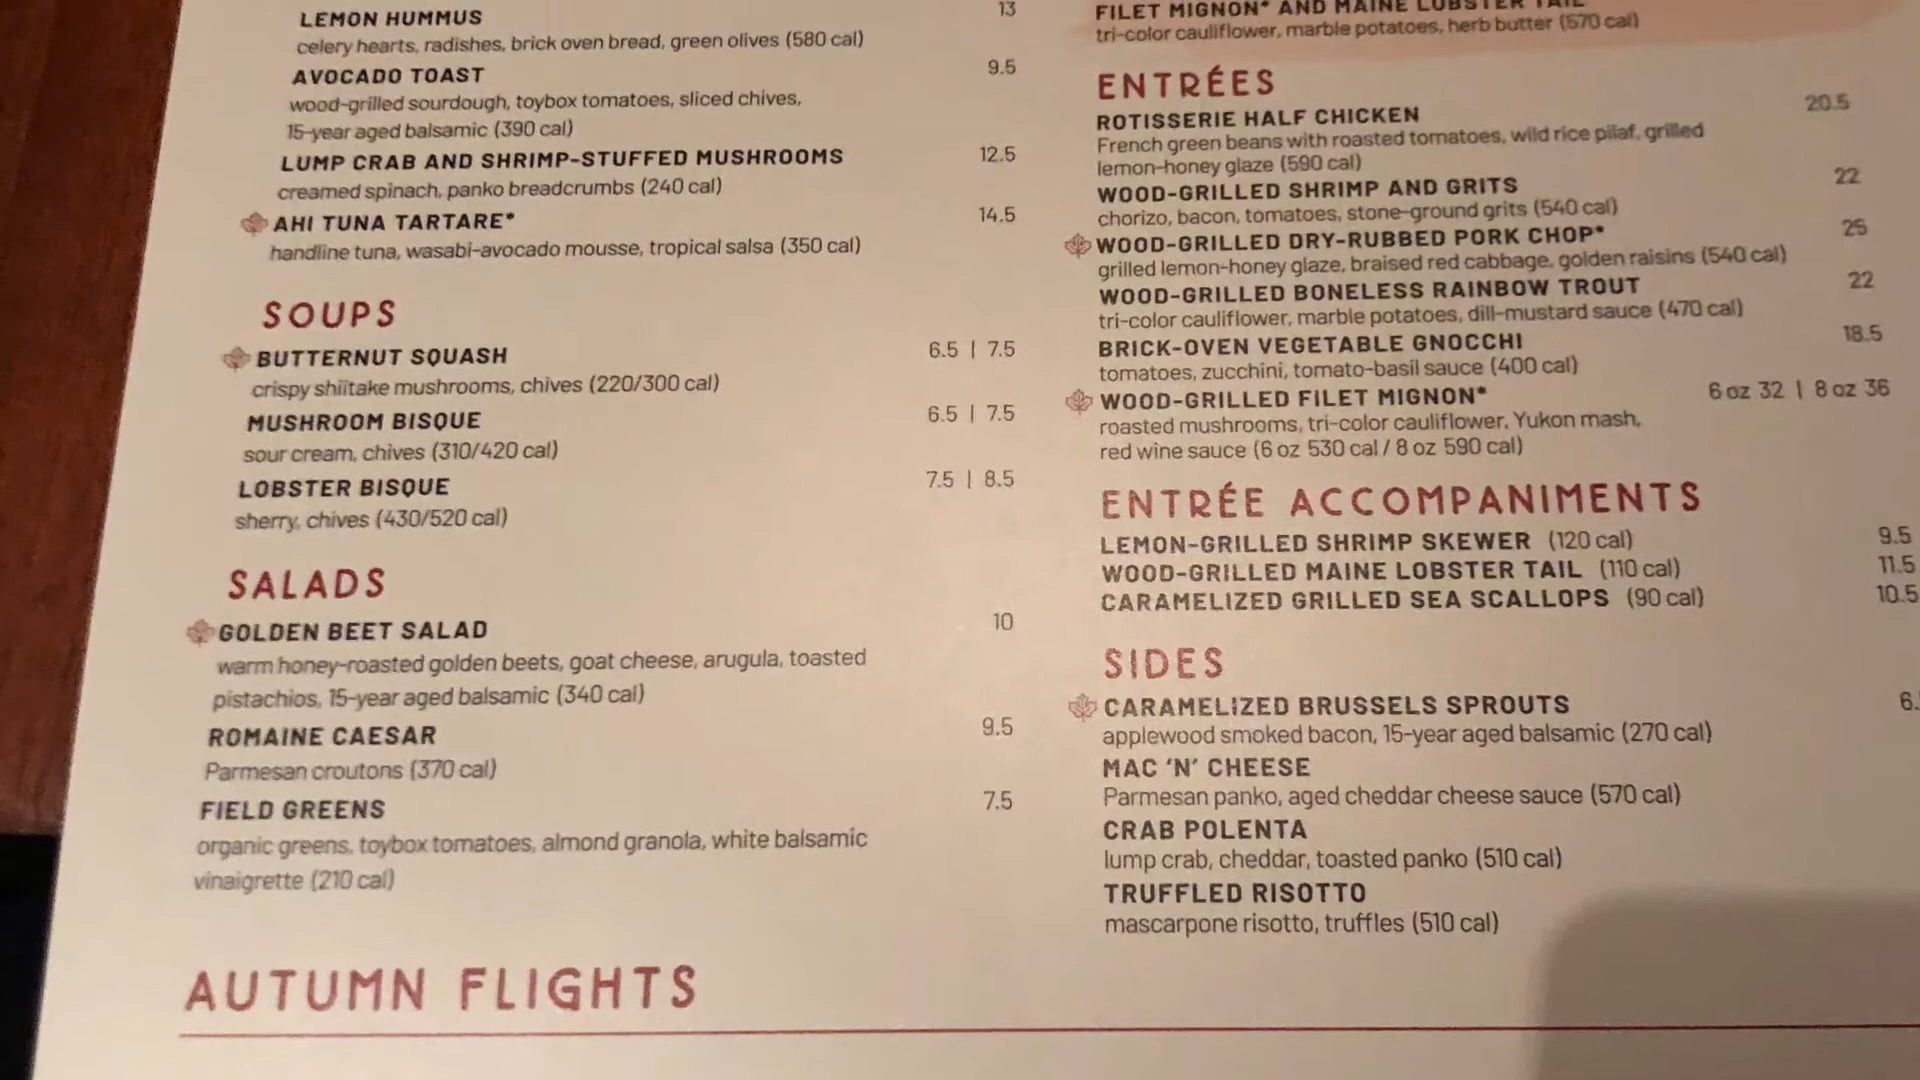 LEMON HUMMUS 13
celery hearts, radishes, brick oven bread, green olives (580 cal)
AVOCADO TOAST 9.5
wood-grilled sourdough, toybox tomatoes, sliced chives,
15-year aged balsamic (390 cal)
LUMP CRAB AND SHRIMP-STUFFED MUSHROOMS 12.5
creamed spinach, panko breadcrumbs (240 cal)
AHI TUNA TARTARE* 14.5
handline tuna, wasabi-avocado mousse, tropical salsa (350 cal)
SOUPS
BUTTERNUT SQUASH 6.5 | 7.5
crispy shiitake mushrooms, chives (220/300 cal)
MUSHROOM BISQUE 6.5 | 7.5
sour cream, chives (310/420 cal)
LOBSTER BISQUE 7.5 | 8.5
sherry, chives (430/520 cal)
SALADS
GOLDEN BEET SALAD 10
warm honey-roasted golden beets, goat cheese, arugula, toasted
pistachios, 15-year aged balsamic (340 cal)
ROMAINE CAESAR 9.5
Parmesan croutons (370 cal)
FIELD GREENS 7.5
organic greens, toybox tomatoes, almond granola, white balsamic
vinaigrette (210 cal)
FILET MIGNON* AND MAINE LOBSTER TAIL
tri-color cauliflower, marble potatoes, herb butter (570 cal)
ENTRÉES
ROTISSERIE HALF CHICKEN 20.5
French green beans with roasted tomatoes, wild rice pilaf, grilled
lemon-honey glaze (590 cal)
WOOD-GRILLED SHRIMP AND GRITS 22
chorizo, bacon, tomatoes, stone-ground grits (540 cal)
WOOD-GRILLED DRY-RUBBED PORK CHOP* 25
grilled lemon-honey glaze, braised red cabbage, golden raisins (540 cal)
WOOD-GRILLED BONELESS RAINBOW TROUT 22
tri-color cauliflower, marble potatoes, dill-mustard sauce (470 cal)
BRICK-OVEN VEGETABLE GNOCCHI 18.5
tomatoes, zucchini, tomato-basil sauce (400 cal)
WOOD-GRILLED FILET MIGNON* 6 oz 32 | 8 oz 36
roasted mushrooms, tri-color cauliflower, Yukon mash,
red wine sauce (6 oz 530 cal / 8 oz 590 cal)
ENTRÉE ACCOMPANIMENTS
LEMON-GRILLED SHRIMP SKEWER (120 cal) 9.5
WOOD-GRILLED MAINE LOBSTER TAIL (110 cal) 11.5
CARAMELIZED GRILLED SEA SCALLOPS (90 cal) 10.5
SIDES
CARAMELIZED BRUSSELS SPROUTS 6.
applewood smoked bacon, 15-year aged balsamic (270 cal)
MAC 'N' CHEESE
Parmesan panko, aged cheddar cheese sauce (570 cal)
CRAB POLENTA
lump crab, cheddar, toasted panko (510 cal)
TRUFFLED RISOTTO
mascarpone risotto, truffles (510 cal)
AUTUMN FLIGHTS